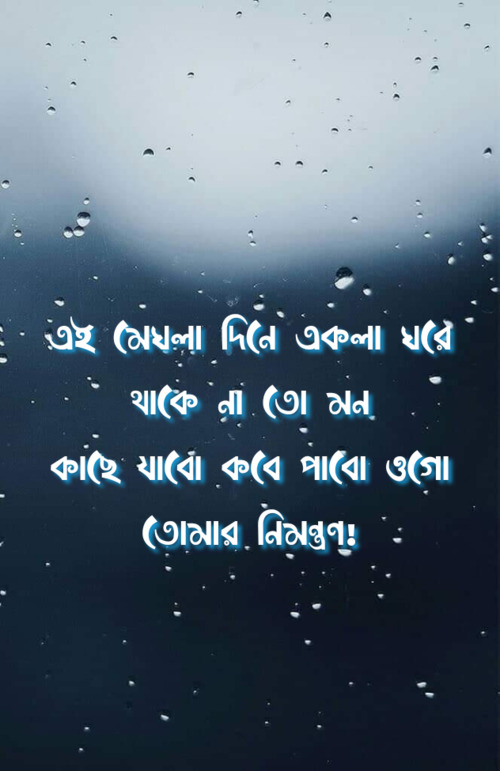 এই মেঘলা দিনে একলা ঘরে
থাকে না তো মন
কাছে যাবো কবে পাবো ওগো
তোমার নিমন্ত্রণ!